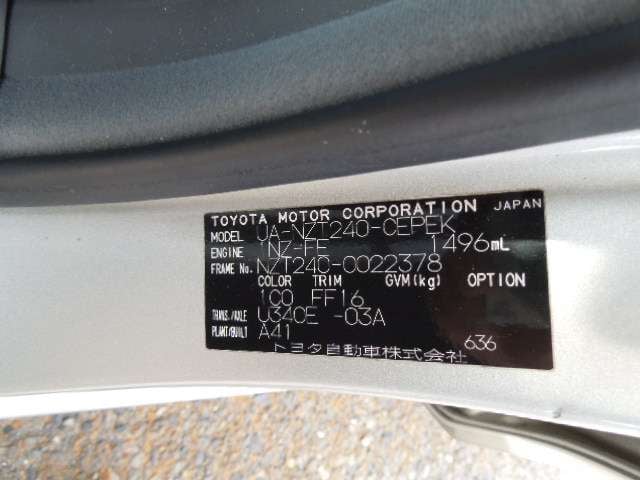 TOYOTA MOTOR CORPORATION JAPAN
MODEL UA-NZT240-CEPEK
ENGINE 1NZ-FE 1496mL
FRAME No. NZT240-0022378
COLOR TRIM GVM(kg) OPTION
1C0 FF16
TRANS./AXLE U340E -03A
PLANT/BUILT A41
636
トヨタ自動車株式会社